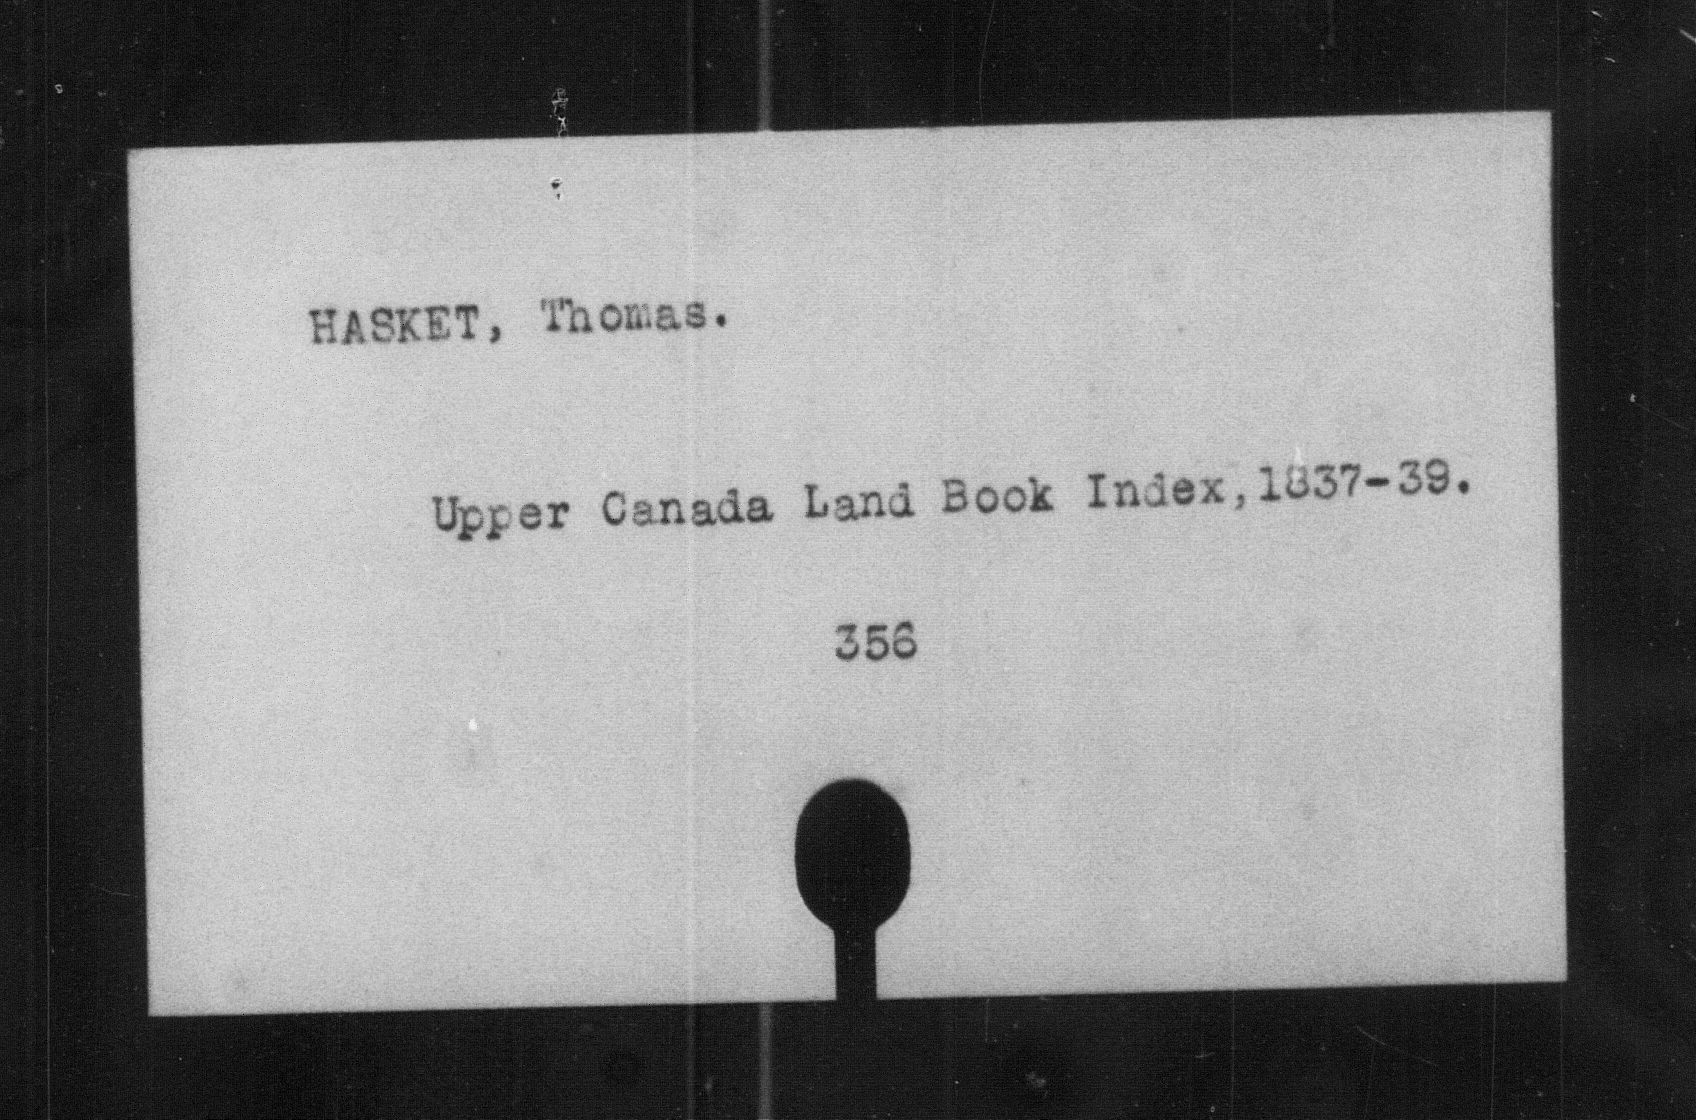 HASKET, Thomas.
Upper Canada Land Book Index,1837-39.
356